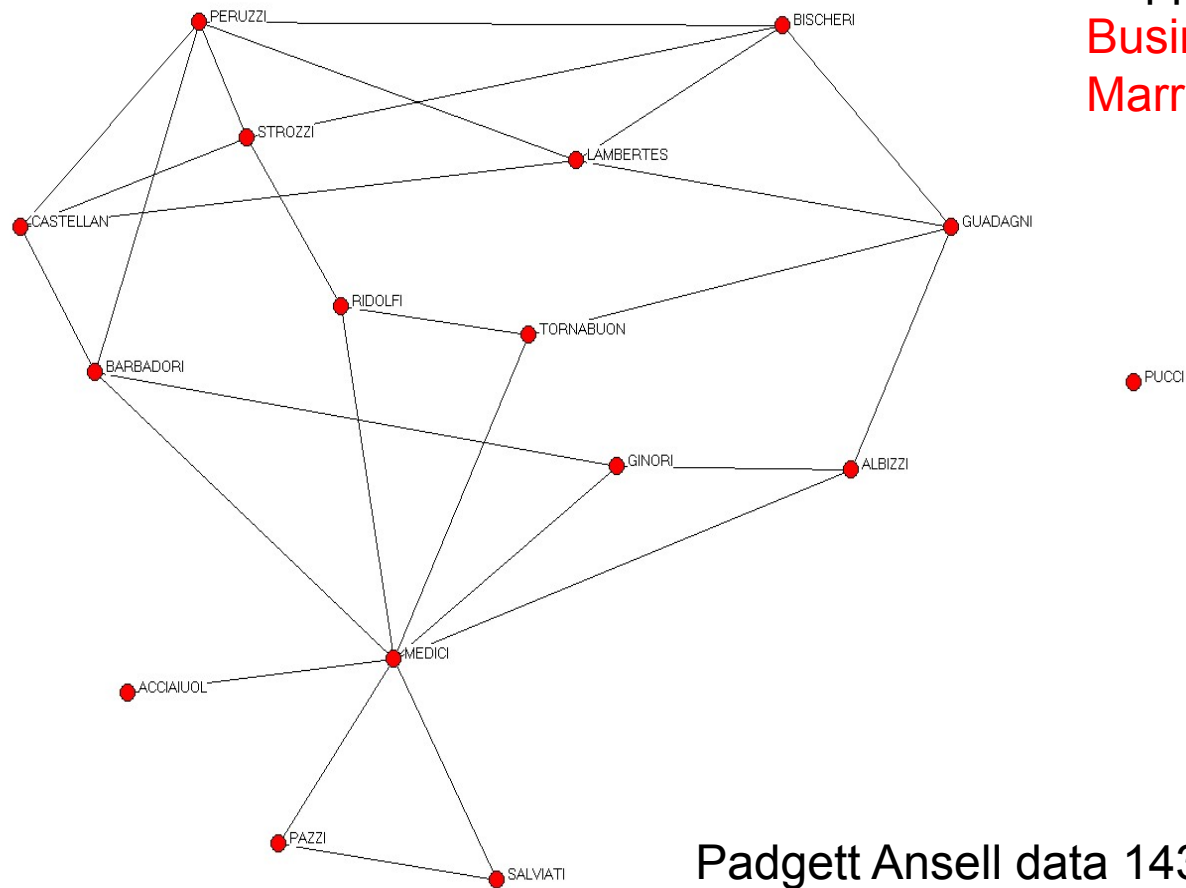 PERUZZI
BISCHERI
Busin
Marr
STROZZI
LAMBERTES
CASTELLAN
GUADAGNI
RIDOLFI
TORNABUON
BARBADORI
PUCCI
GINORI
ALBIZZI
MEDICI
ACCIAIUOL
PAZZI
SALVIATI
Padgett Ansell data 143